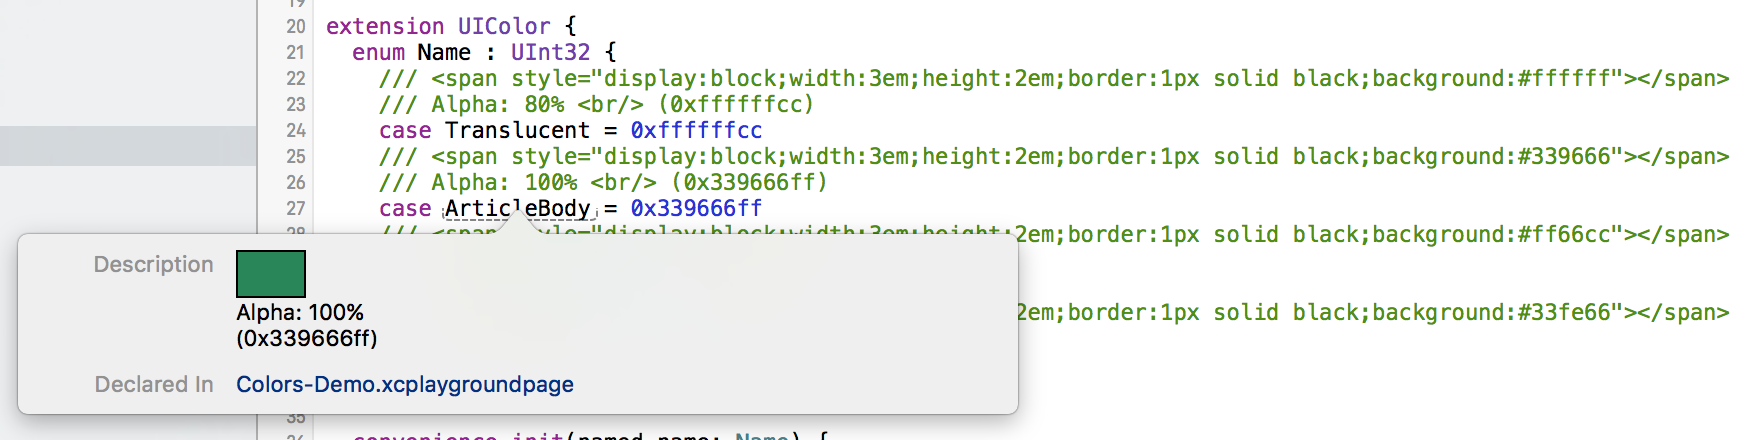 19
20 extension UIColor {
21 enum Name : UInt32 {
22 /// <span style="display:block;width:3em;height:2em;border:1px solid black;background:#ffffff"></span>
23 /// Alpha: 80% <br/> (0xffffffcc)
24 case Translucent = 0xffffffcc
25 /// <span style="display:block;width:3em;height:2em;border:1px solid black;background:#339666"></span>
26 /// Alpha: 100% <br/> (0x339666ff)
27 case ArticleBody = 0x339666ff
28 /// <span style="display:block;width:3em;height:2em;border:1px solid black;background:#ff66cc"></span>
Description
Alpha: 100%
2em;border:1px solid black;background:#33fe66"></span>
(0x339666ff)
Declared In Colors-Demo.xcplaygroundpage
35
36 convenience init(named name: Name) {